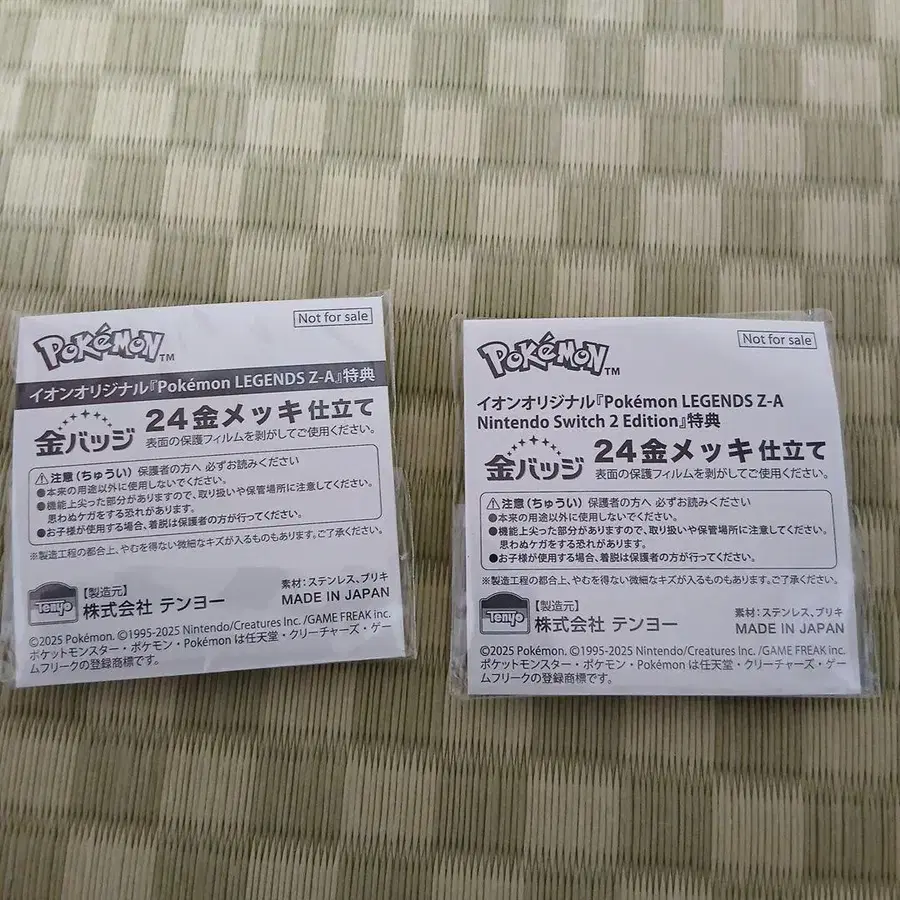 Not for sale
POKÉMON TM
イオンオリジナル『Pokémon LEGENDS Z-A』特典
金バッジ
24金メッキ仕立て
表面の保護フィルムを剥がしてご使用ください。
注意(ちゅうい) 保護者の方へ 必ずお読みください
●本来の用途以外に使用しないでください。
●機能上尖った部分がありますので、取り扱いや保管場所に注意してください。
思わぬケガをする恐れがあります。
●お子様が使用する場合、着脱は保護者の方が行ってください。
※製造工程の都合上、やむを得ない微細なキズが入るものもあります。ご了承ください。
Tenyo
【製造元】
株式会社 テンヨー
素材:ステンレス、ブリキ
MADE IN JAPAN
©2025 Pokémon. ©1995-2025 Nintendo/Creatures Inc. /GAME FREAK inc.
ポケットモンスター・ポケモン・Pokémon は任天堂・クリーチャーズ・ゲー
ムフリークの登録商標です。
Not for sale
POKÉMON TM
イオンオリジナル『Pokémon LEGENDS Z-A
Nintendo Switch 2 Edition』特典
金バッジ
24金メッキ仕立て
表面の保護フィルムを剥がしてご使用ください。
注意(ちゅうい) 保護者の方へ 必ずお読みください
●本来の用途以外に使用しないでください。
●機能上尖った部分がありますので、取り扱いや保管場所に注意してください。
思わぬケガをする恐れがあります。
●お子様が使用する場合、着脱は保護者の方が行ってください。
※製造工程の都合上、やむを得ない微細なキズが入るものもあります。ご了承ください。
Tenyo
【製造元】
株式会社 テンヨー
素材:ステンレス、ブリキ
MADE IN JAPAN
©2025 Pokémon. ©1995-2025 Nintendo/Creatures Inc. /GAME FREAK inc.
ポケットモンスター・ポケモン・Pokémon は任天堂・クリーチャーズ・ゲー
ムフリークの登録商標です。